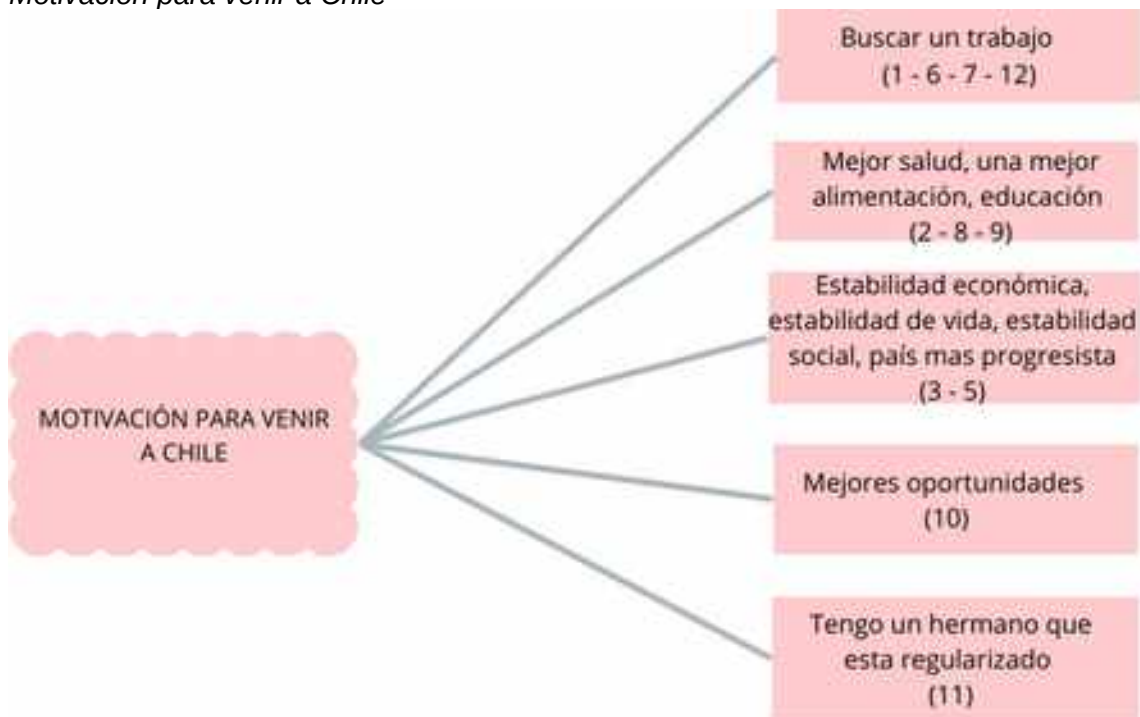 Motivación para venir a Chile
MOTIVACIÓN PARA VENIR
A CHILE
Buscar un trabajo
(1 - 6 - 7 - 12)
Mejor salud, una mejor
alimentación, educación
(2 - 8 - 9)
Estabilidad económica,
estabilidad de vida, estabilidad
social, país mas progresista
(3 - 5)
Mejores oportunidades
(10)
Tengo un hermano que
esta regularizado
(11)